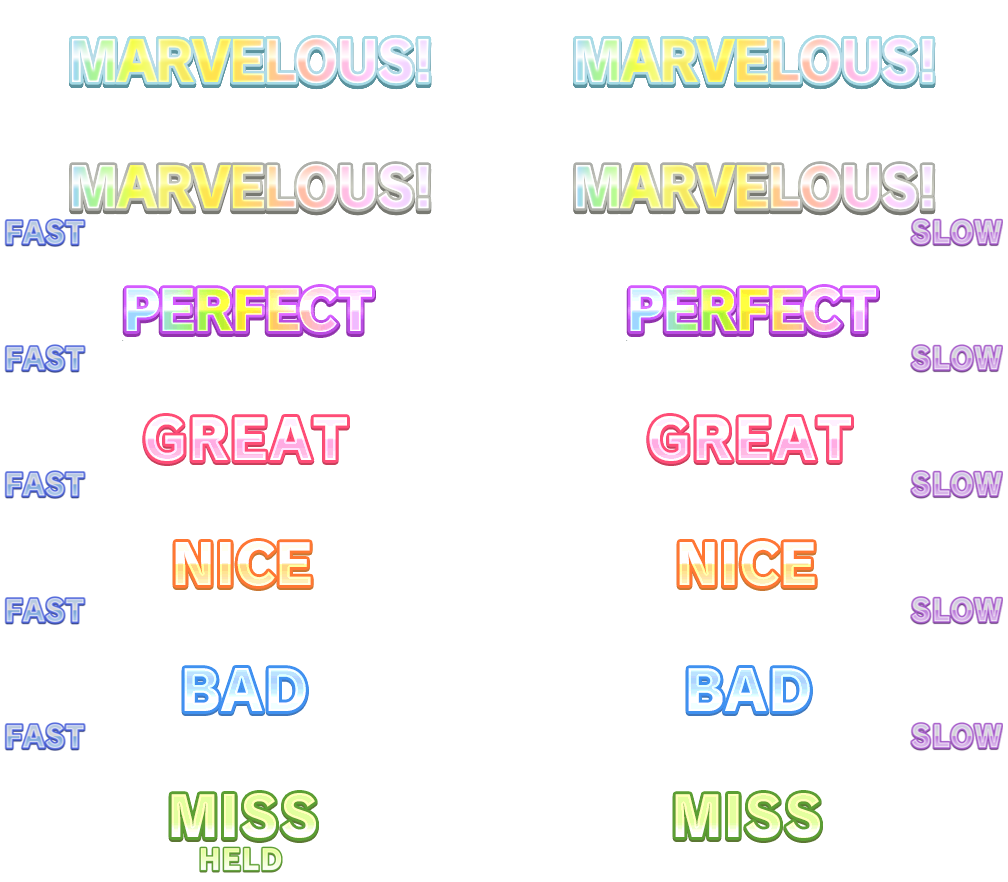 MARVELOUS! MARVELOUS!
MARVELOUS! MARVELOUS!
FAST SLOW
PERFECT PERFECT
FAST SLOW
GREAT GREAT
FAST SLOW
NICE NICE
FAST SLOW
BAD BAD
FAST SLOW
MISS MISS
HELD